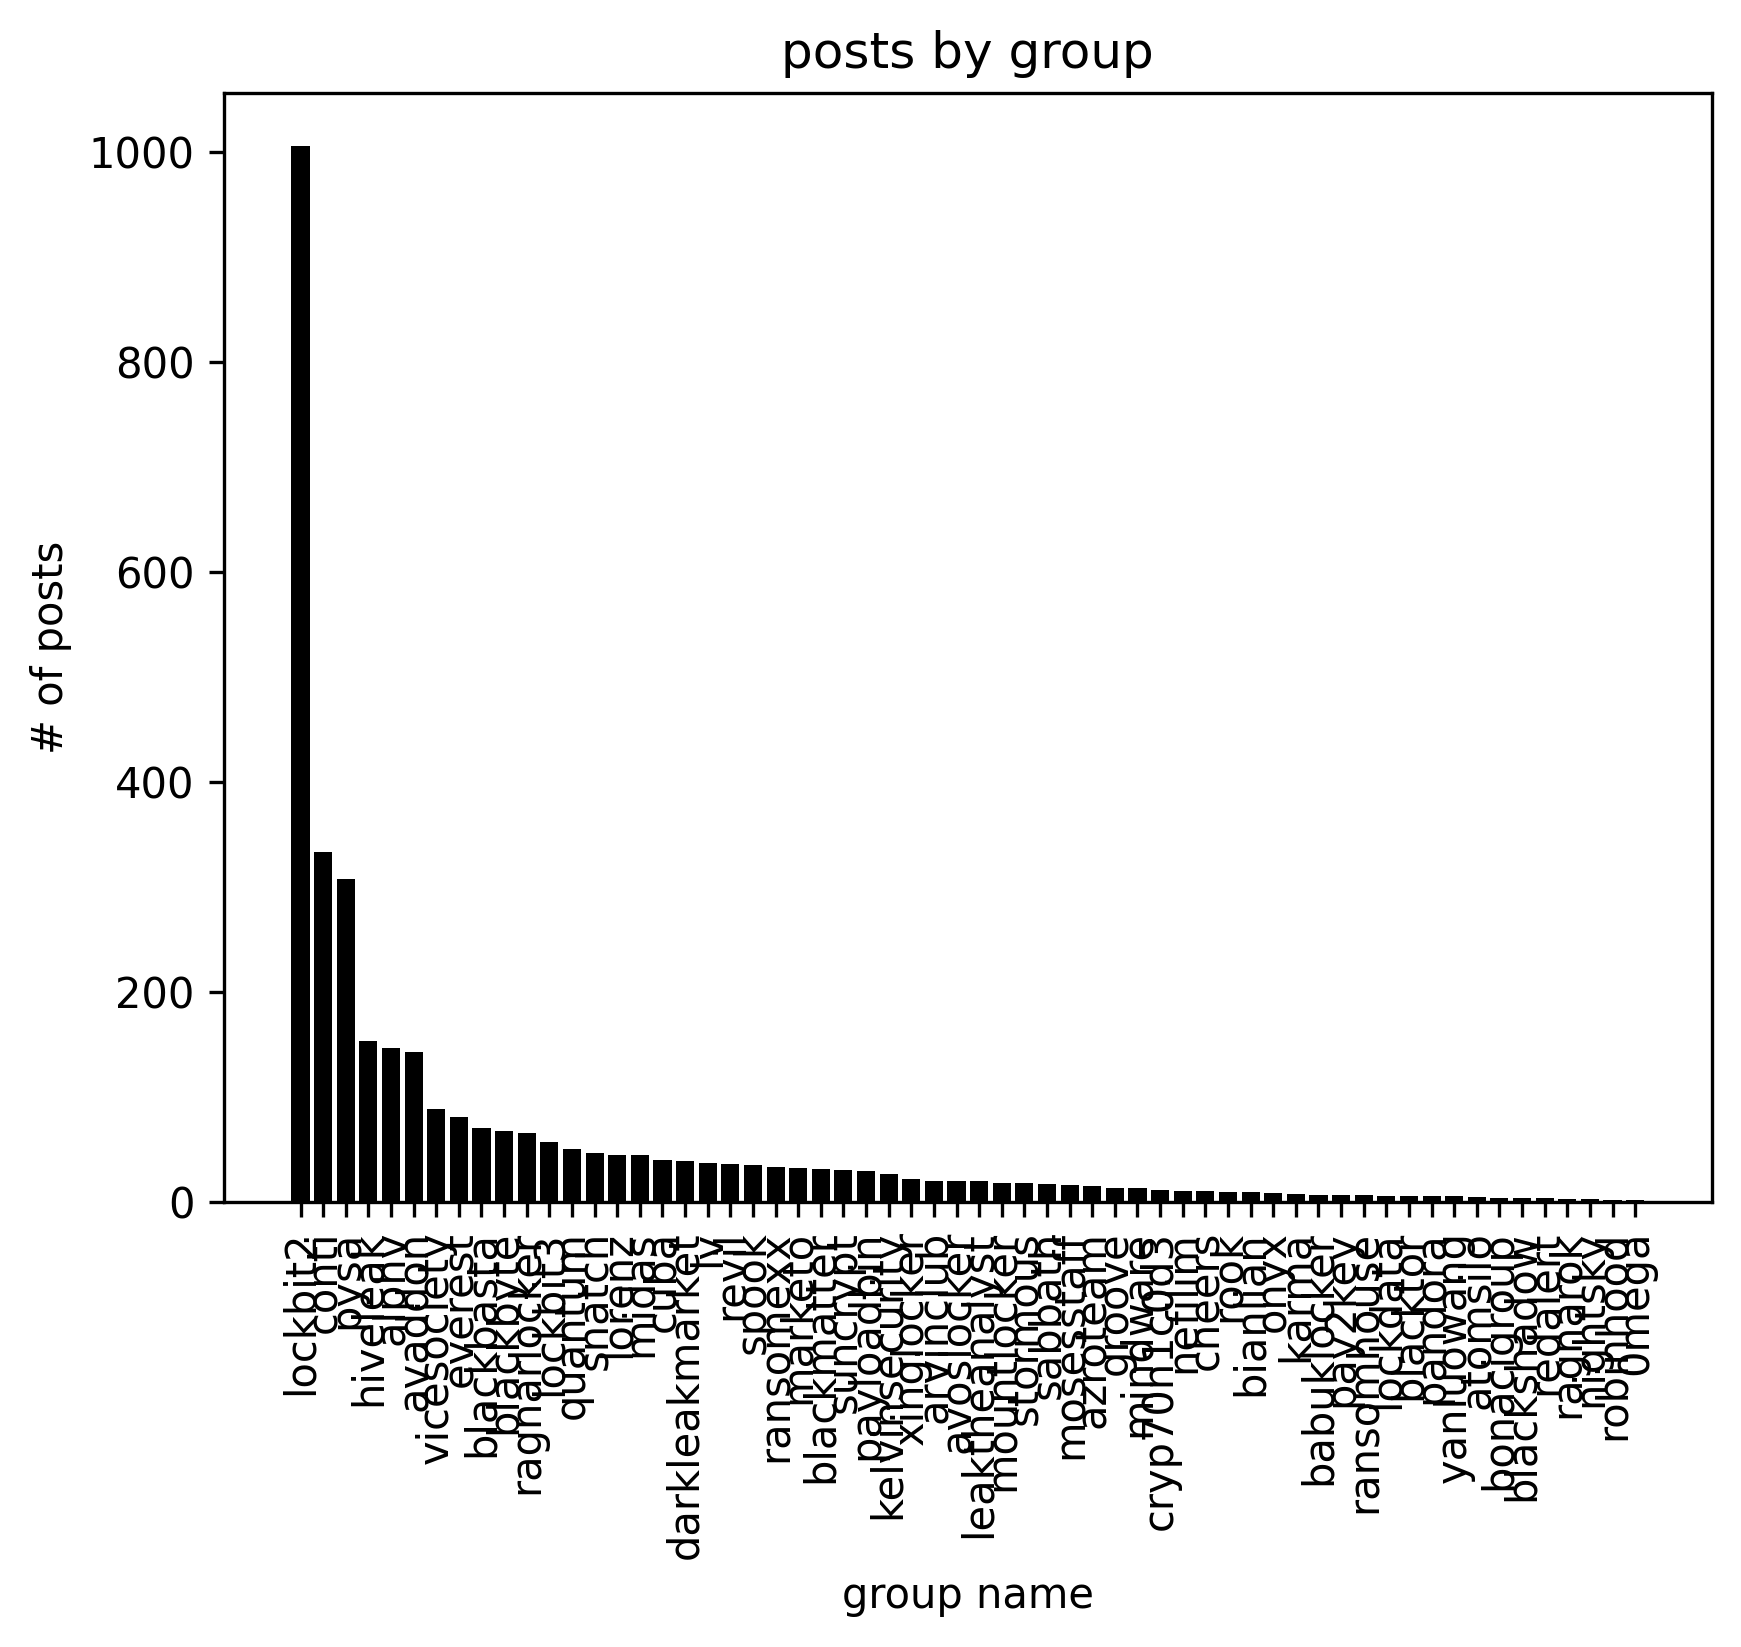 posts by group
# of posts
1000
800
600
400
200
0
lockbit2
conti
pysa
hiveleak
alphv
avaddon
vicesociety
everest
blackbasta
blackbyte
ragnarlocker
lockbit3
quantum
snatch
lorenz
midas
cuba
darkleakmarket
lv
revil
spook
ransomexx
marketo
blackmatter
suncrypt
payloadbin
kelvinsecurity
xinglocker
arvinclub
avoslocker
leaktheanalyst
mountlocker
stormous
sabbath
mosesstaff
azroteam
groove
mindware
cryp70n1c0d3
nefilim
cheers
rook
bianlian
onyx
karma
babuklocker
pay2key
ransomhouse
lockdata
blacktor
pandora
yanluowang
atomsilo
bonacigroup
blackshadow
redalert
ragnarok
nightsky
robinhood
0mega
group name